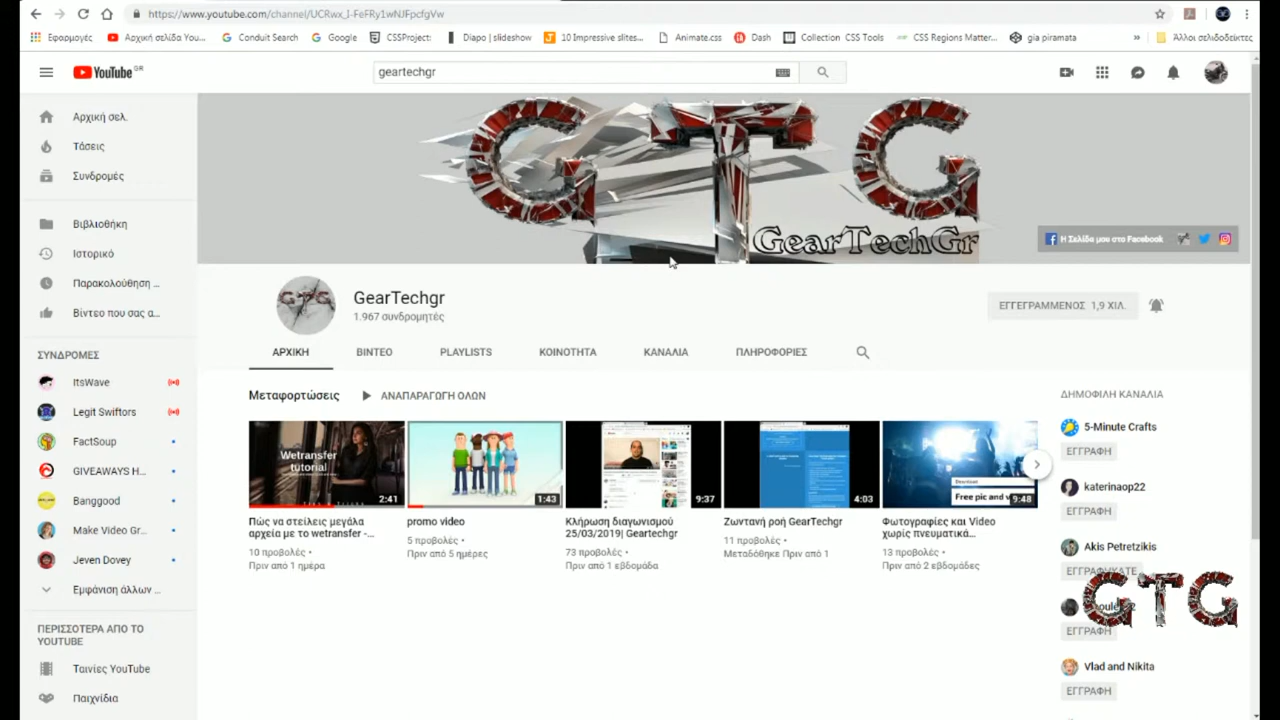 https://www.youtube.com/channel/UCRwx_I-FeFRy1wNJFpcfgVw
Εφαρμογές
Αρχική σελίδα You...
Conduit Search
Google
CSSProject:
Diapo | slideshow
10 Impressive slites...
Animate.css
Dash
Collection CSS Tools
CSS Regions Matter...
gia piramata
»
Άλλοι σελιδοδείκτες
YouTube GR
geartechgr
GTG
GearTechGr
Η Σελίδα μου στο Facebook
Αρχική σελ.
Τάσεις
Συνδρομές
Βιβλιοθήκη
Ιστορικό
Παρακολούθηση ...
Βίντεο που σας α...
ΣΥΝΔΡΟΜΕΣ
ItsWave
Legit Swiftors
FactSoup
GIVEAWAYS H...
Banggood
Make Video Gr...
Jeven Dovey
Εμφάνιση άλλων ...
ΠΕΡΙΣΣΟΤΕΡΑ ΑΠΟ ΤΟ
YOUTUBE
Ταινίες YouTube
Παιχνίδια
GTG
GearTechgr
1.967 συνδρομητές
ΕΓΓΕΓΡΑΜΜΕΝΟΣ 1,9 ΧΙΛ.
ΑΡΧΙΚΗ
ΒΙΝΤΕΟ
PLAYLISTS
ΚΟΙΝΟΤΗΤΑ
ΚΑΝΑΛΙΑ
ΠΛΗΡΟΦΟΡΙΕΣ
Μεταφορτώσεις
ΑΝΑΠΑΡΑΓΩΓΗ ΟΛΩΝ
Wetransfer
tutorial
2:41
Πώς να στείλεις μεγάλα
αρχεία με το wetransfer -...
10 προβολές •
Πριν από 1 ημέρα
1:43
promo video
5 προβολές •
Πριν από 5 ημέρες
9:37
Κλήρωση διαγωνισμού
25/03/2019| Geartechgr
73 προβολές •
Πριν από 1 εβδομάδα
4:03
Ζωντανή ροή GearTechgr
11 προβολές •
Μεταδόθηκε Πριν από 1
Download
Free pic and v
9:48
Φωτογραφίες και Video
χωρίς πνευματικά...
13 προβολές •
Πριν από 2 εβδομάδες
ΔΗΜΟΦΙΛΗ ΚΑΝΑΛΙΑ
5-Minute Crafts
ΕΓΓΡΑΦΗ
katerinaop22
ΕΓΓΡΑΦΗ
Akis Petretzikis
ΕΓΓΡΑΨΥΚΑΤΕ
GTG
ΕΓΓΡΑΦΗ
Vlad and Nikita
ΕΓΓΡΑΦΗ